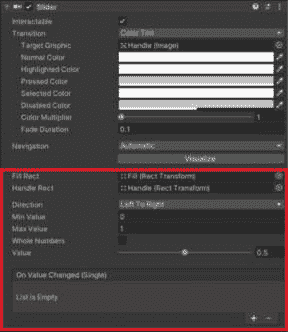 Slider
Interactable
Transition Color Tint
Target Graphic Handle (Image)
Normal Color
Highlighted Color
Pressed Color
Selected Color
Disabled Color
Color Multiplier 1
Fade Duration 0.1
Navigation Automatic
Visualize
Fill Rect Fill (Rect Transform)
Handle Rect Handle (Rect Transform)
Direction Left To Right
Min Value 0
Max Value 1
Whole Numbers
Value 0.5
On Value Changed (Single)
List is Empty
+ −